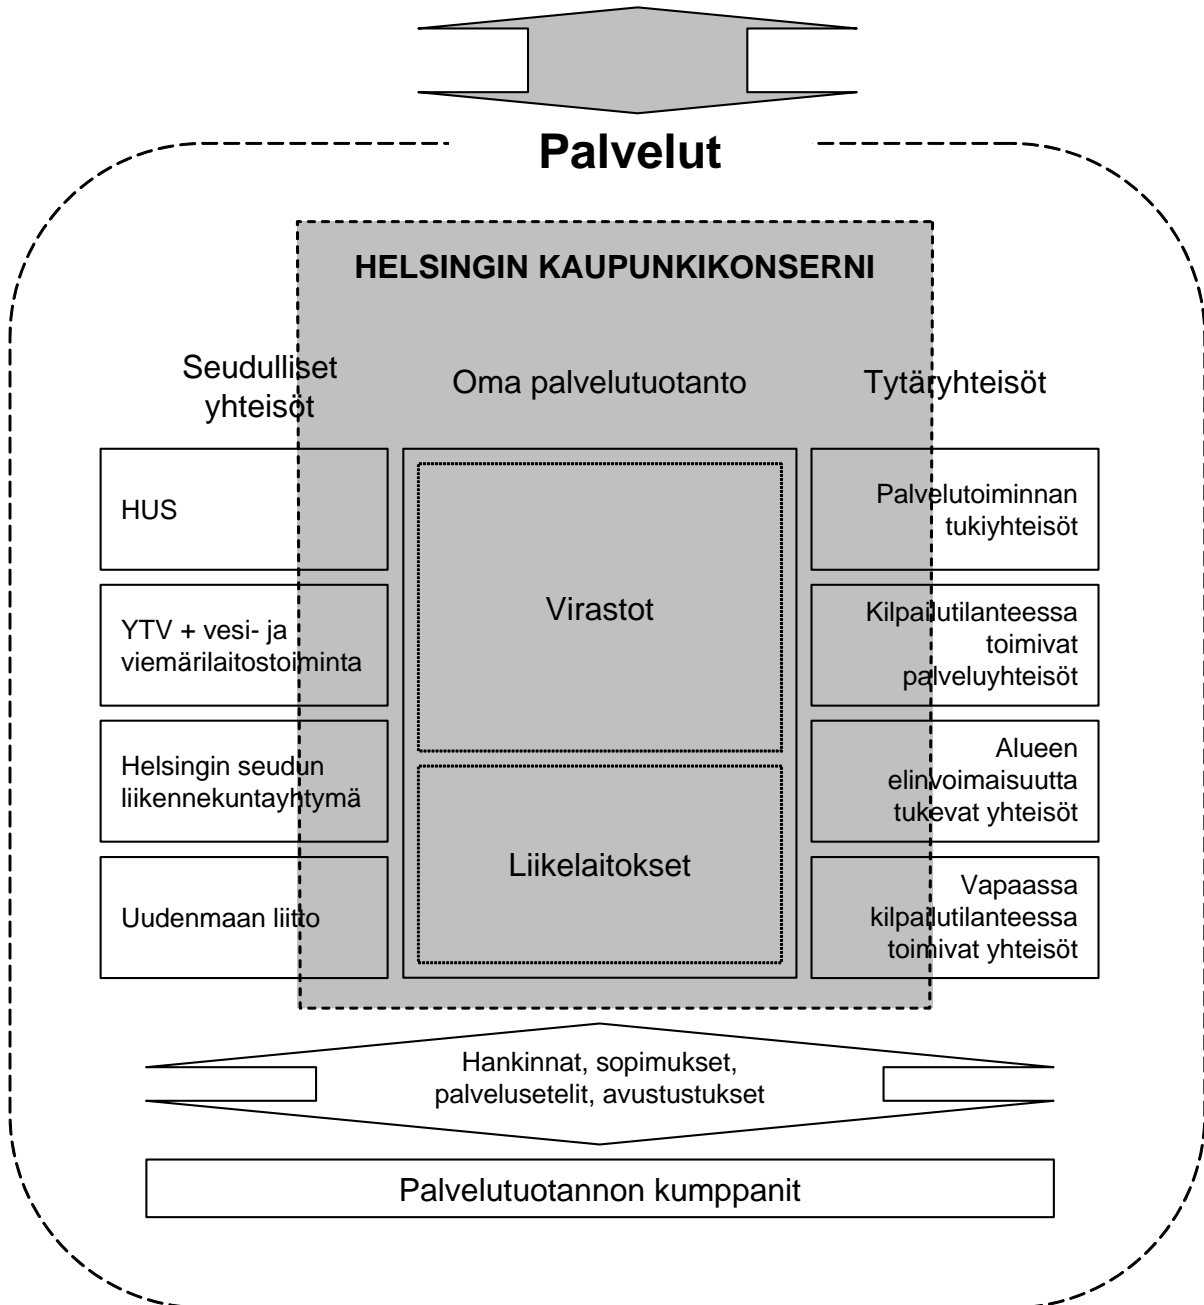 Palvelut
HELSINGIN KAUPUNKIKONSERNI
Seudulliset
yhteisöt
Oma palvelutuotanto
Tytäryhteisöt
HUS
YTV + vesi- ja
viemärilaitostoiminta
Helsingin seudun
liikennekuntayhtymä
Uudenmaan liitto
Virastot
Liikelaitokset
Palvelutoiminnan
tukiyhteisöt
Kilpailutilanteessa
toimivat
palveluyhteisöt
Alueen
elinvoimaisuutta
tukevat yhteisöt
Vapaassa
kilpailutilanteessa
toimivat yhteisöt
Hankinnat, sopimukset,
palvelusetelit, avustustukset
Palvelutuotannon kumppanit